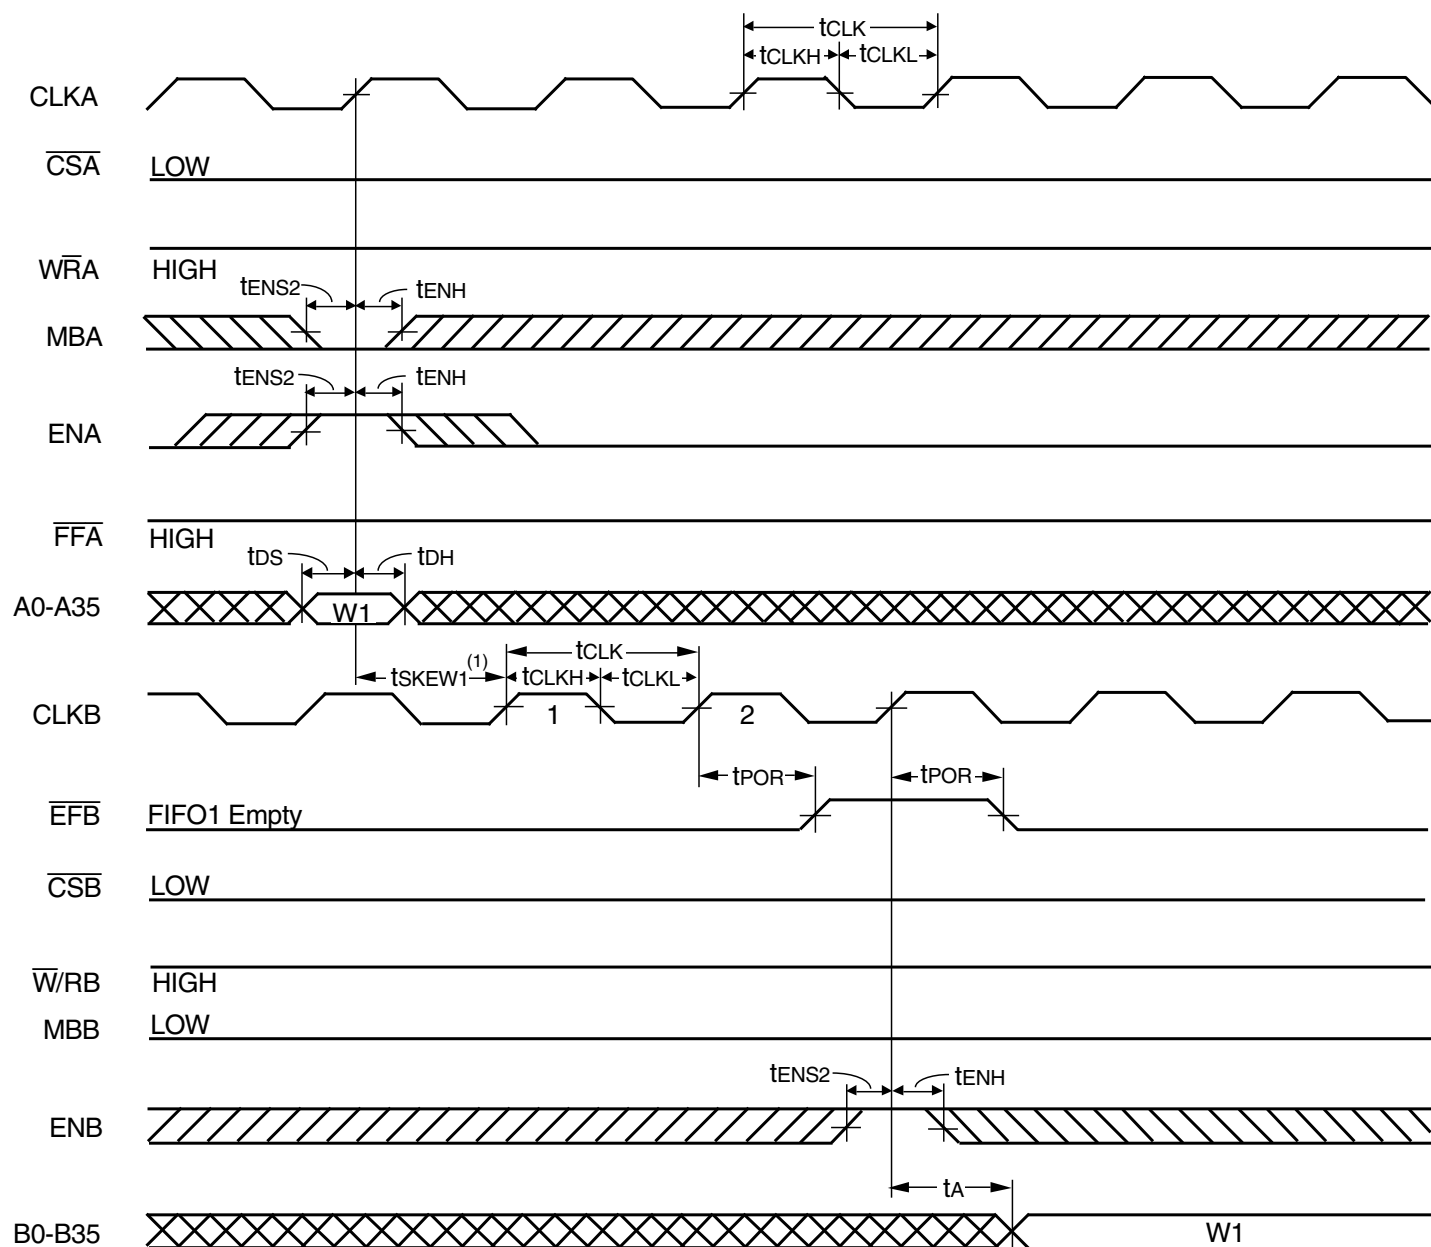 tCLK
tCLKH tCLKL
CLKA
CSA LOW
WRA HIGH
tENS2 tENH
MBA
tENS2 tENH
ENA
FFA HIGH
tDS tDH
A0-A35 W1
tCLK
tSKEW1(1) tCLKH tCLKL
CLKB 1 2
tPOR tPOR
EFB FIFO1 Empty
CSB LOW
W/RB HIGH
MBB LOW
tENS2 tENH
ENB
tA
B0-B35 W1